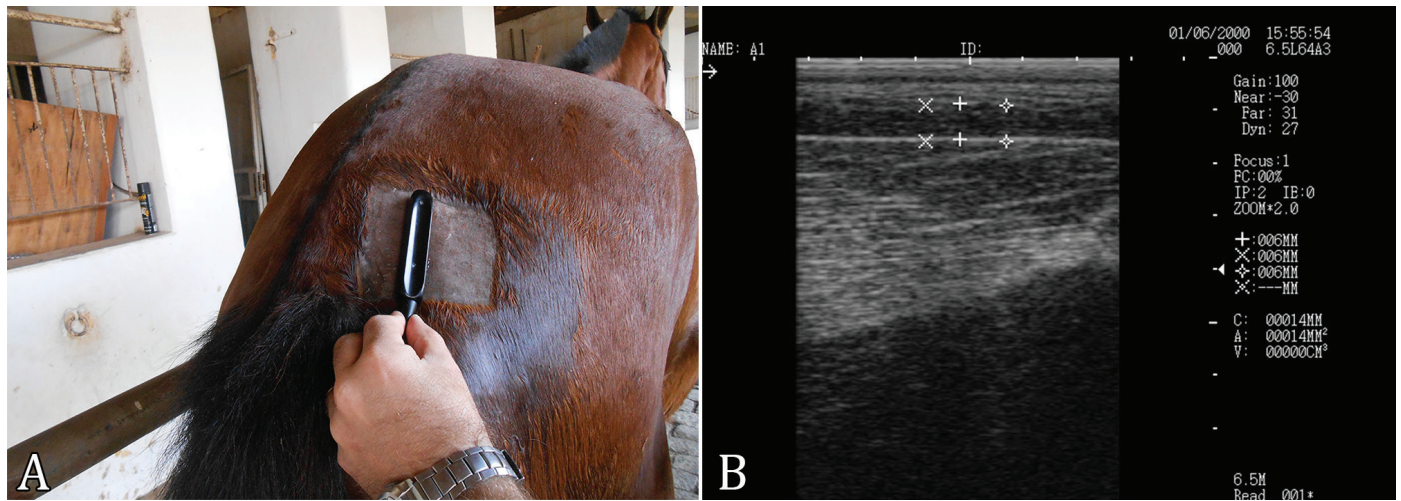 A
01/06/2000 15:55:54
NAME: A1 ID: 000 6.5L64A3
Gain:100
Near:-30
Far: 31
Dyn: 27
Focus:1
FC:00%
IP:2 IE:0
ZOOM*2.0
+:006MM
×:006MM
✧:006MM
×:---MM
C: 00014MM
A: 00014MM²
V: 00000CM³
6.5M
Read 001*
B